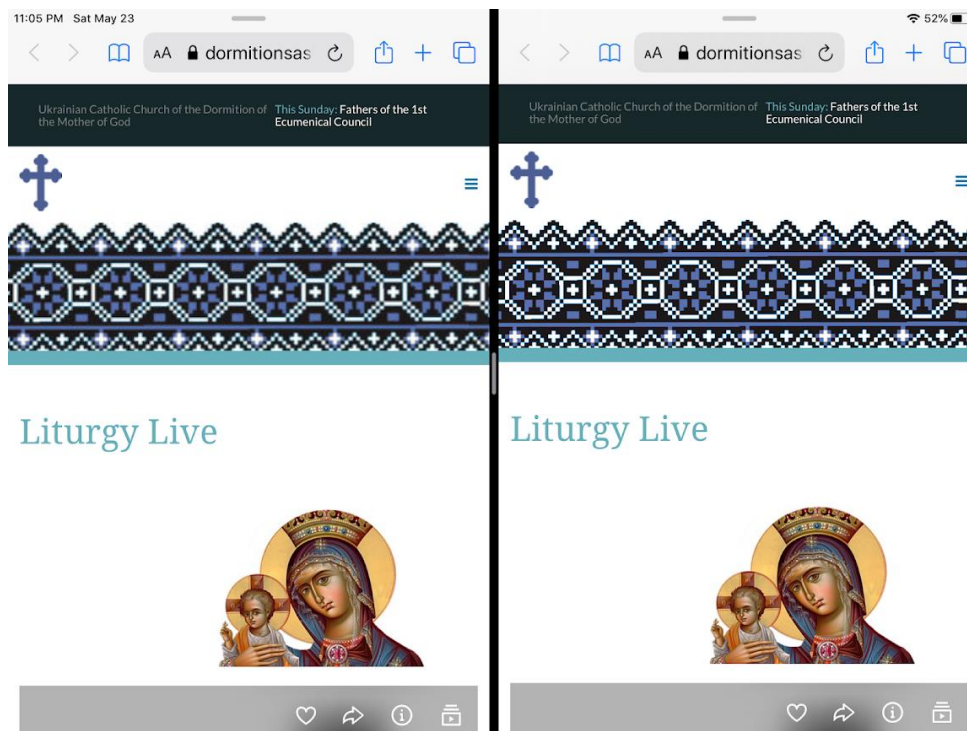 11:05 PM Sat May 23
AA dormitionsas
Ukrainian Catholic Church of the Dormition of
the Mother of God
This Sunday: Fathers of the 1st
Ecumenical Council
Liturgy Live
52%
AA dormitionsas
Ukrainian Catholic Church of the Dormition of
the Mother of God
This Sunday: Fathers of the 1st
Ecumenical Council
Liturgy Live